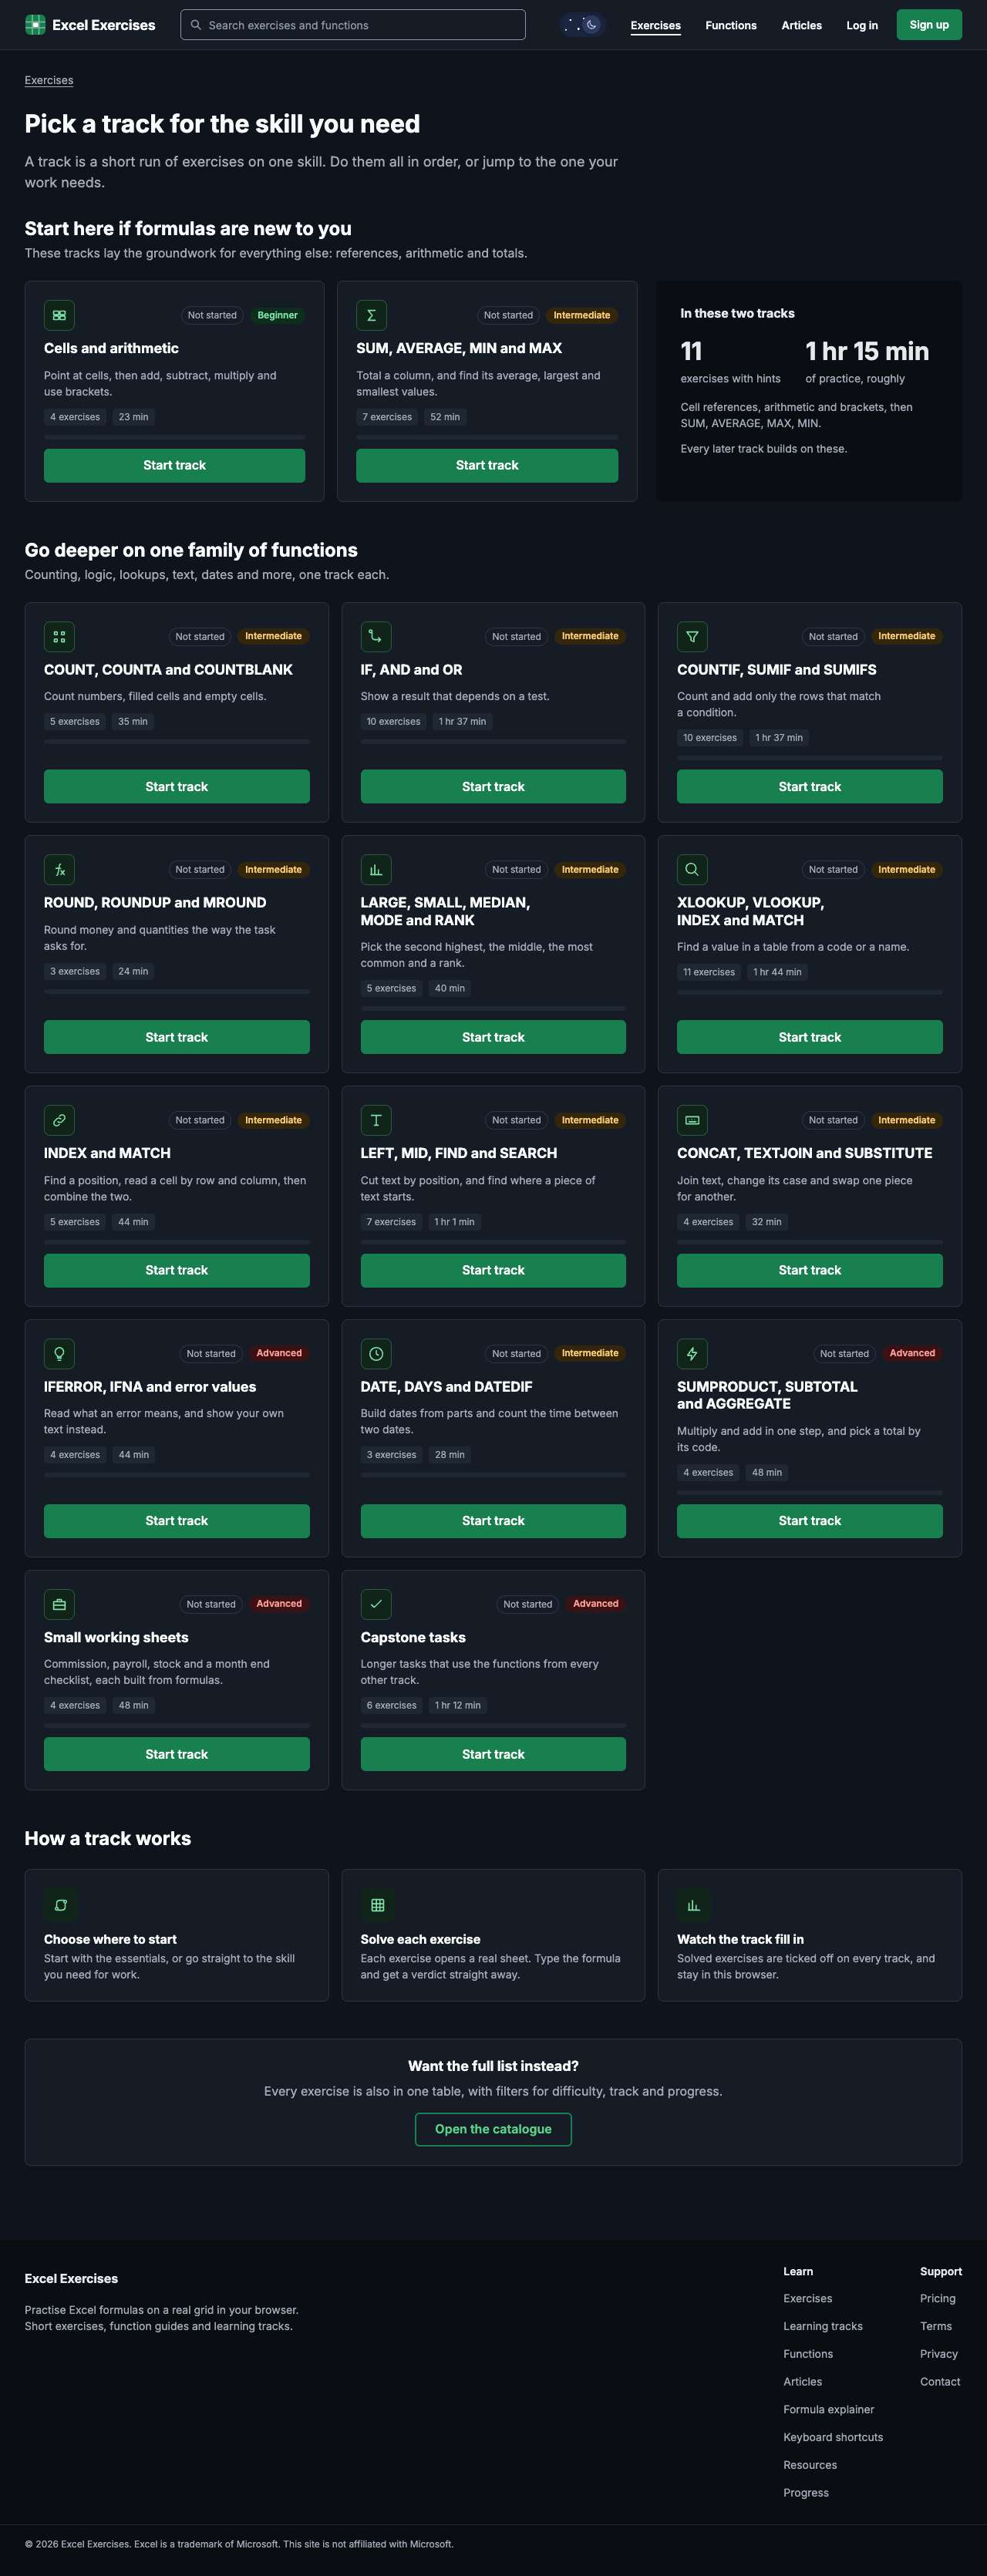 Excel Exercises
Search exercises and functions
Exercises
Functions
Articles
Log in
Sign up
Exercises
Pick a track for the skill you need
A track is a short run of exercises on one skill. Do them all in order, or jump to the one your
work needs.
Start here if formulas are new to you
These tracks lay the groundwork for everything else: references, arithmetic and totals.
Not started
Beginner
Cells and arithmetic
Point at cells, then add, subtract, multiply and
use brackets.
4 exercises
23 min
Start track
Not started
Intermediate
SUM, AVERAGE, MIN and MAX
Total a column, and find its average, largest and
smallest values.
7 exercises
52 min
Start track
In these two tracks
11
exercises with hints
1 hr 15 min
of practice, roughly
Cell references, arithmetic and brackets, then
SUM, AVERAGE, MAX, MIN.
Every later track builds on these.
Go deeper on one family of functions
Counting, logic, lookups, text, dates and more, one track each.
Not started
Intermediate
COUNT, COUNTA and COUNTBLANK
Count numbers, filled cells and empty cells.
5 exercises
35 min
Start track
Not started
Intermediate
IF, AND and OR
Show a result that depends on a test.
10 exercises
1 hr 37 min
Start track
Not started
Intermediate
COUNTIF, SUMIF and SUMIFS
Count and add only the rows that match
a condition.
10 exercises
1 hr 37 min
Start track
Not started
Intermediate
ROUND, ROUNDUP and MROUND
Round money and quantities the way the task
asks for.
3 exercises
24 min
Start track
Not started
Intermediate
LARGE, SMALL, MEDIAN,
MODE and RANK
Pick the second highest, the middle, the most
common and a rank.
5 exercises
40 min
Start track
Not started
Intermediate
XLOOKUP, VLOOKUP,
INDEX and MATCH
Find a value in a table from a code or a name.
11 exercises
1 hr 44 min
Start track
Not started
Intermediate
INDEX and MATCH
Find a position, read a cell by row and column, then
combine the two.
5 exercises
44 min
Start track
Not started
Intermediate
LEFT, MID, FIND and SEARCH
Cut text by position, and find where a piece of
text starts.
7 exercises
1 hr 1 min
Start track
Not started
Intermediate
CONCAT, TEXTJOIN and SUBSTITUTE
Join text, change its case and swap one piece
for another.
4 exercises
32 min
Start track
Not started
Advanced
IFERROR, IFNA and error values
Read what an error means, and show your own
text instead.
4 exercises
44 min
Start track
Not started
Intermediate
DATE, DAYS and DATEDIF
Build dates from parts and count the time between
two dates.
3 exercises
28 min
Start track
Not started
Advanced
SUMPRODUCT, SUBTOTAL
and AGGREGATE
Multiply and add in one step, and pick a total by
its code.
4 exercises
48 min
Start track
Not started
Advanced
Small working sheets
Commission, payroll, stock and a month end
checklist, each built from formulas.
4 exercises
48 min
Start track
Not started
Advanced
Capstone tasks
Longer tasks that use the functions from every
other track.
6 exercises
1 hr 12 min
Start track
How a track works
Choose where to start
Start with the essentials, or go straight to the skill
you need for work.
Solve each exercise
Each exercise opens a real sheet. Type the formula
and get a verdict straight away.
Watch the track fill in
Solved exercises are ticked off on every track, and
stay in this browser.
Want the full list instead?
Every exercise is also in one table, with filters for difficulty, track and progress.
Open the catalogue
Excel Exercises
Practise Excel formulas on a real grid in your browser.
Short exercises, function guides and learning tracks.
Learn
Exercises
Learning tracks
Functions
Articles
Formula explainer
Keyboard shortcuts
Resources
Progress
Support
Pricing
Terms
Privacy
Contact
© 2026 Excel Exercises. Excel is a trademark of Microsoft. This site is not affiliated with Microsoft.